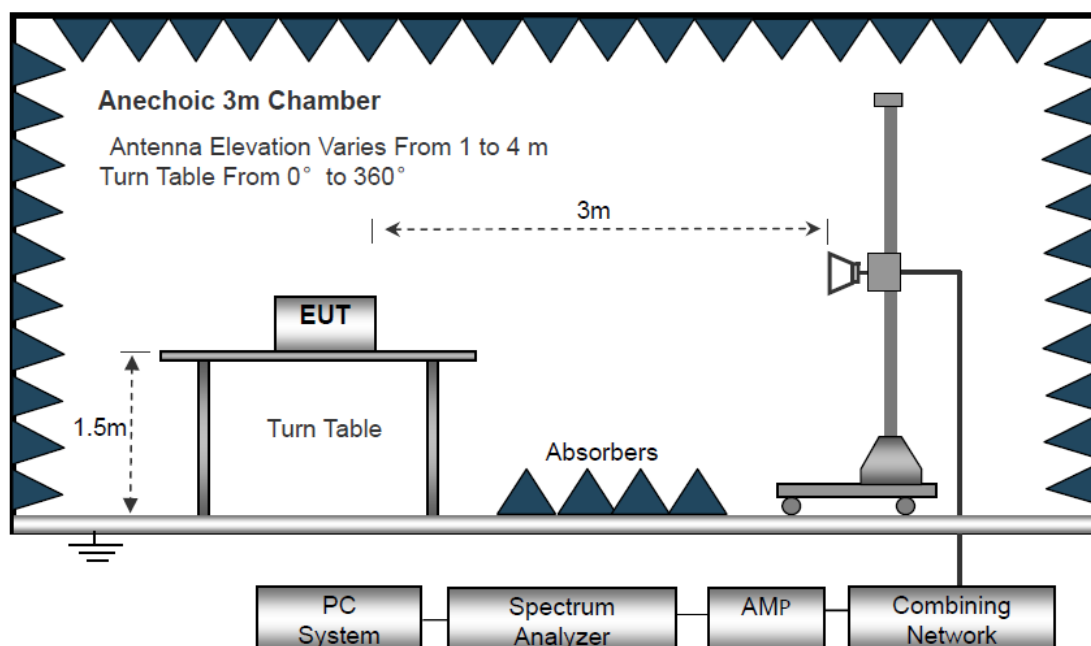 Anechoic 3m Chamber
Antenna Elevation Varies From 1 to 4 m
Turn Table From 0° to 360°
3m
EUT
1.5m
Turn Table
Absorbers
PC
System
Spectrum
Analyzer
AMP
Combining
Network